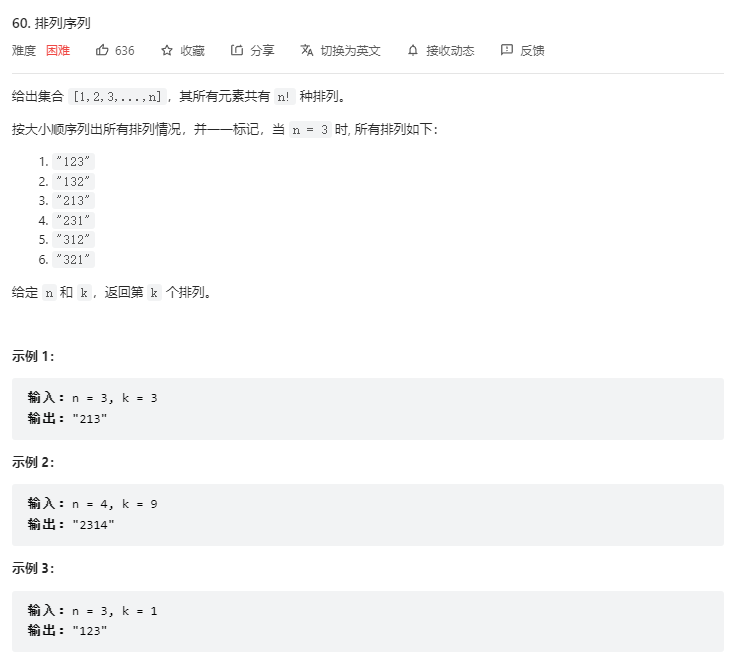 60. 排列序列
难度 困难 636 收藏 分享 切换为英文 接收动态 反馈
给出集合 [1,2,3,...,n]，其所有元素共有 n! 种排列。
按大小顺序列出所有排列情况，并一一标记，当 n = 3 时, 所有排列如下：
1. "123"
2. "132"
3. "213"
4. "231"
5. "312"
6. "321"
给定 n 和 k，返回第 k 个排列。
示例 1：
输入：n = 3, k = 3
输出："213"
示例 2：
输入：n = 4, k = 9
输出："2314"
示例 3：
输入：n = 3, k = 1
输出："123"